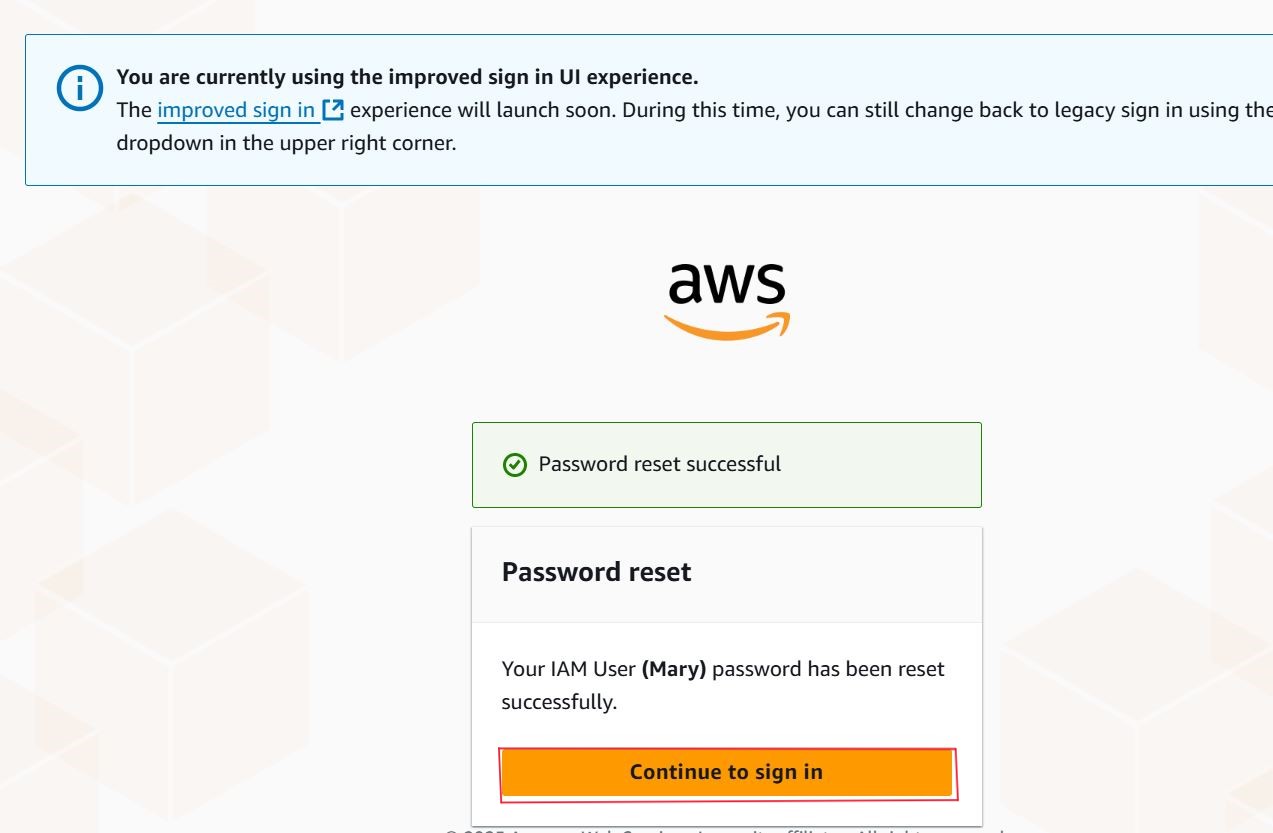 You are currently using the improved sign in UI experience.
The improved sign in experience will launch soon. During this time, you can still change back to legacy sign in using the
dropdown in the upper right corner.
aws
Password reset successful
Password reset
Your IAM User (Mary) password has been reset
successfully.
Continue to sign in